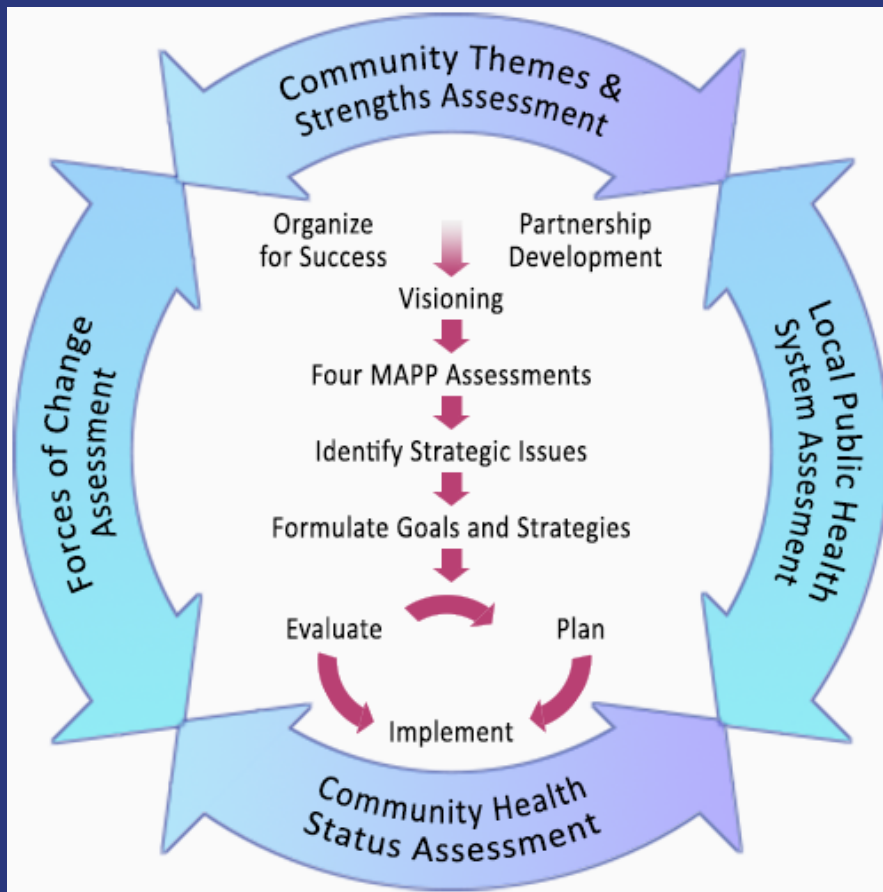 Community Themes &
Strengths Assessment
Organize
for Success
Partnership
Development
Visioning
Four MAPP Assessments
Identify Strategic Issues
Formulate Goals and Strategies
Evaluate
Plan
Implement
Forces of Change
Assessment
Local Public Health
System Assessment
Community Health
Status Assessment